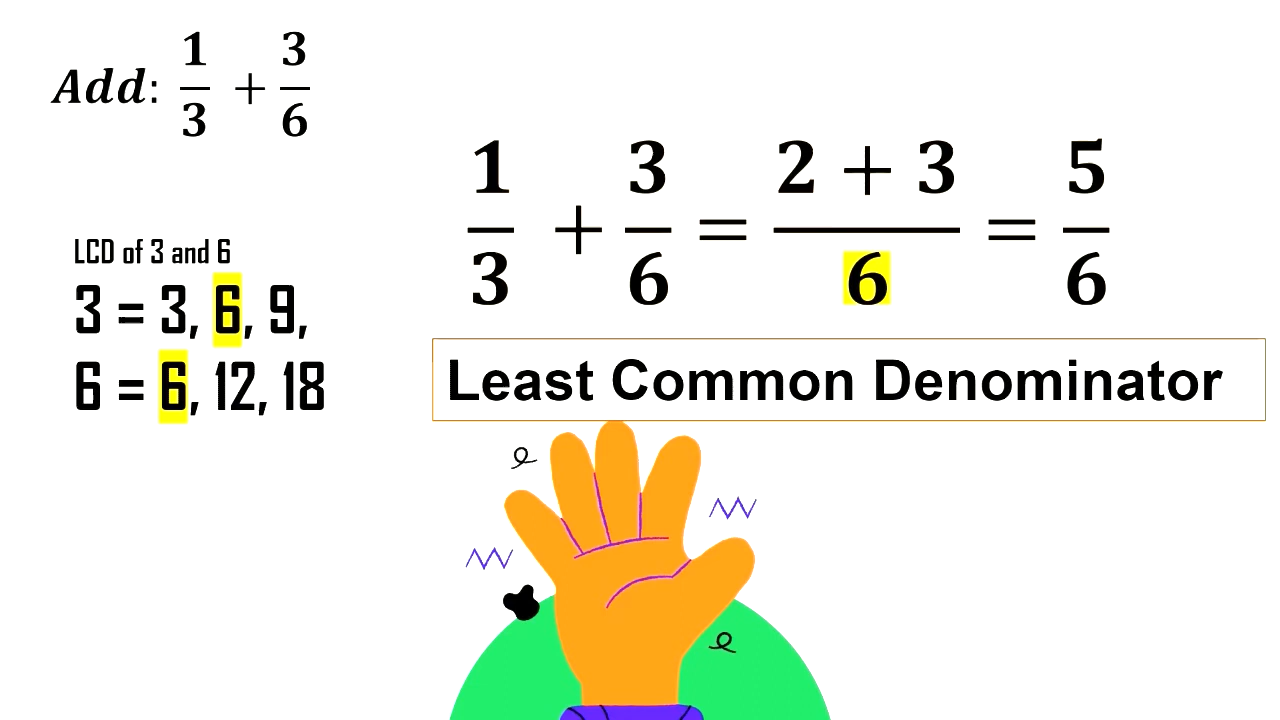 Add: 1/3 + 3/6
1/3 + 3/6 = 2 + 3/6 = 5/6
LCD of 3 and 6
3 = 3, 6, 9,
6 = 6, 12, 18
Least Common Denominator